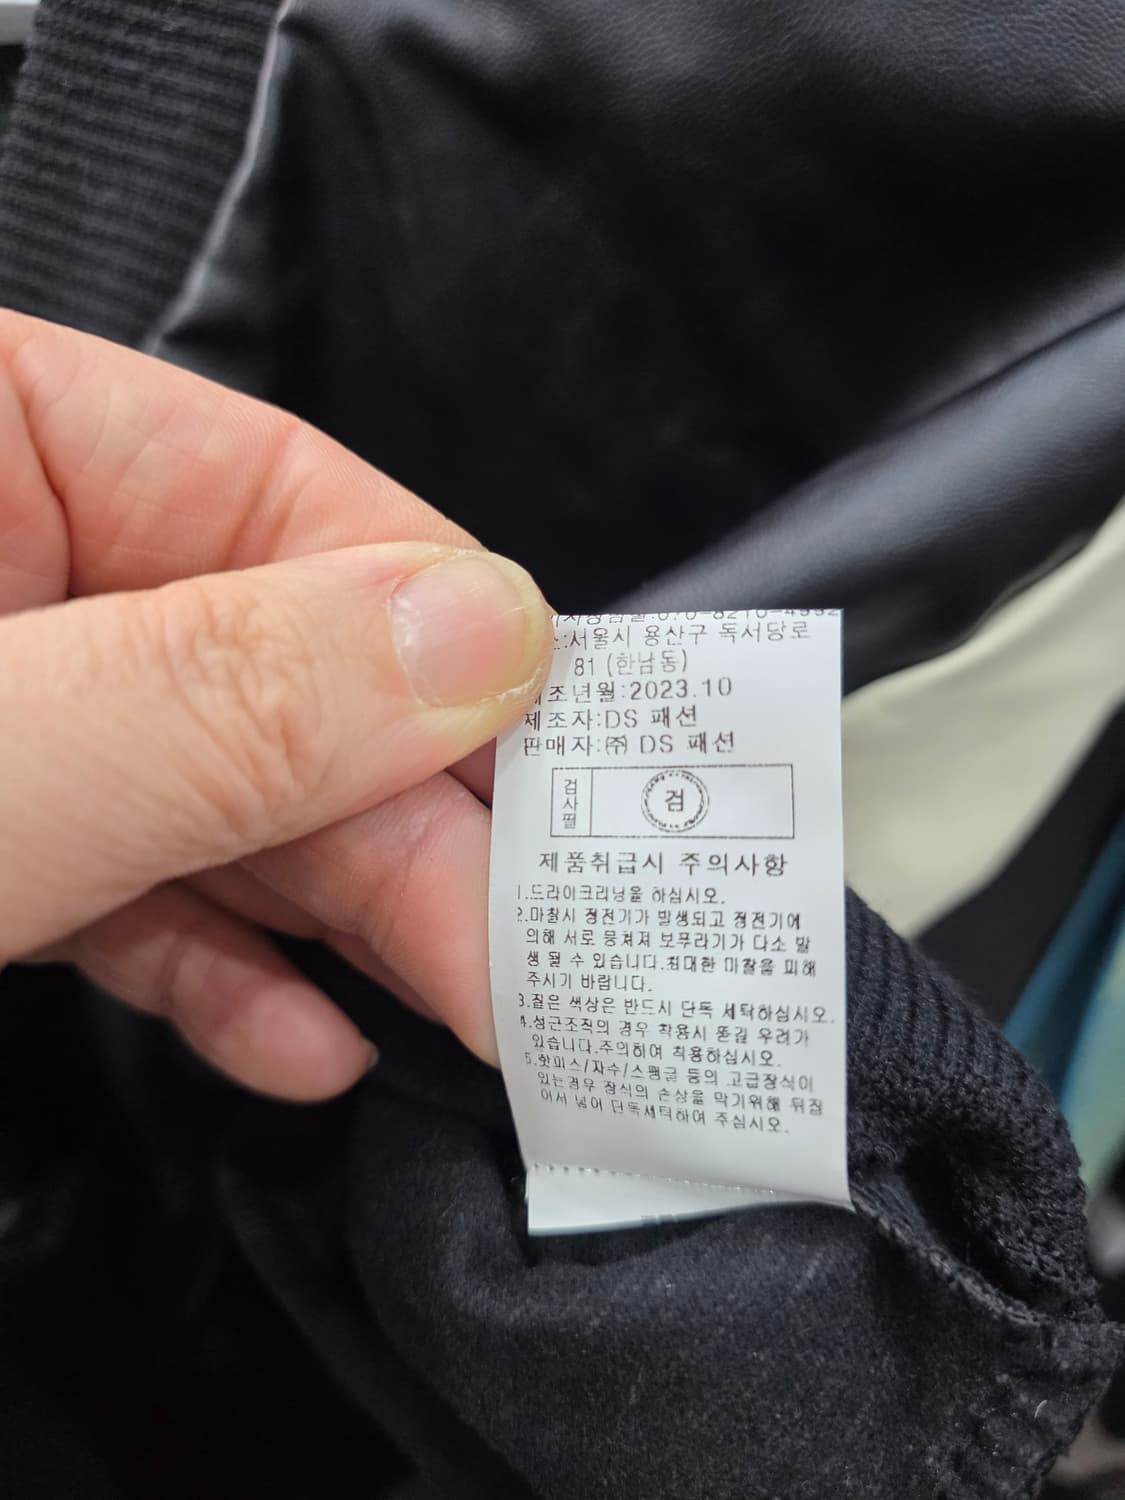 070-8210-4992
서울시 용산구 독서당로
81 (한남동)
제조년월:2023.10
제조자:DS 패션
판매자:㈜ DS 패션
검사필
검
제품취급시 주의사항
1.드라이크리닝을 하십시오.
2.마찰시 정전기가 발생되고 정전기에
의해 서로 뭉쳐져 보푸라기가 다소 발
생 될 수 있습니다.최대한 마찰을 피해
주시기 바랍니다.
3.짙은 색상은 반드시 단독 세탁하십시오.
4.성근조직의 경우 착용시 뜯길 우려가
있습니다.주의하여 착용하십시오.
5.핫피스/자수/스팽글 등의 고급장식이
있는경우 장식의 손상을 막기위해 뒤집
어서 넣어 단독세탁하여 주십시오.